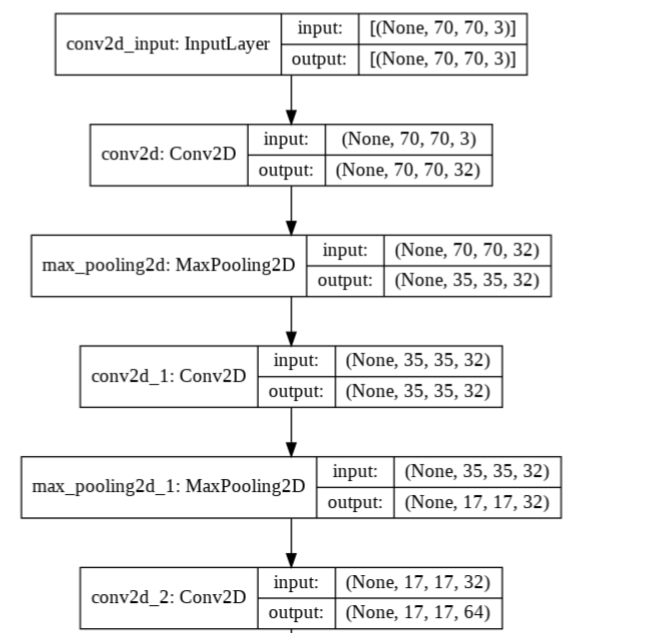 conv2d_input: InputLayer
input: [(None, 70, 70, 3)]
output: [(None, 70, 70, 3)]
conv2d: Conv2D
input: (None, 70, 70, 3)
output: (None, 70, 70, 32)
max_pooling2d: MaxPooling2D
input: (None, 70, 70, 32)
output: (None, 35, 35, 32)
conv2d_1: Conv2D
input: (None, 35, 35, 32)
output: (None, 35, 35, 32)
max_pooling2d_1: MaxPooling2D
input: (None, 35, 35, 32)
output: (None, 17, 17, 32)
conv2d_2: Conv2D
input: (None, 17, 17, 32)
output: (None, 17, 17, 64)